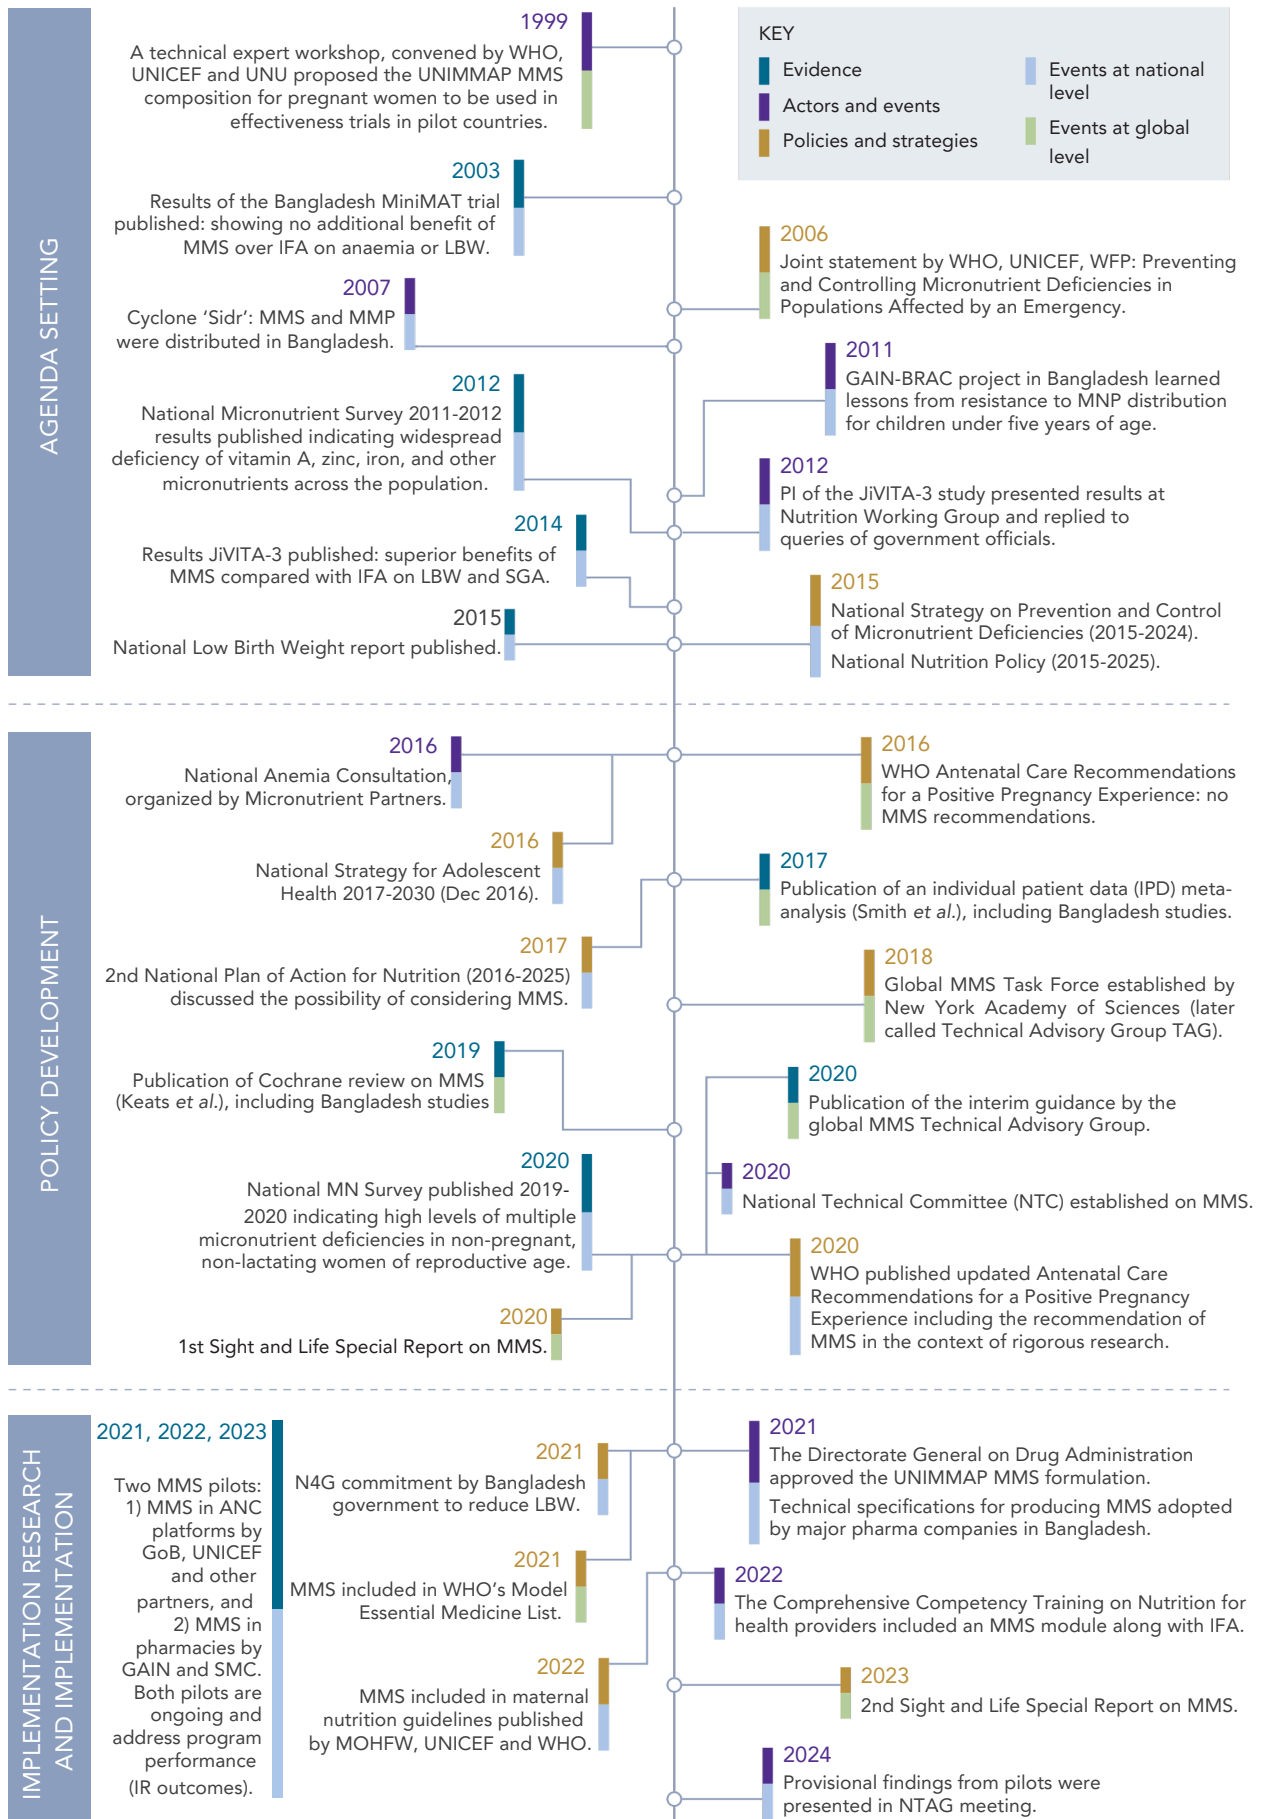 KEY
Evidence
Actors and events
Policies and strategies
Events at national
level
Events at global
level
AGENDA SETTING
1999
A technical expert workshop, convened by WHO,
UNICEF and UNU proposed the UNIMMAP MMS
composition for pregnant women to be used in
effectiveness trials in pilot countries.
2003
Results of the Bangladesh MiniMAT trial
published: showing no additional benefit of
MMS over IFA on anaemia or LBW.
2006
Joint statement by WHO, UNICEF, WFP: Preventing
and Controlling Micronutrient Deficiencies in
Populations Affected by an Emergency.
2007
Cyclone 'Sidr': MMS and MMP
were distributed in Bangladesh.
2011
GAIN-BRAC project in Bangladesh learned
lessons from resistance to MNP distribution
for children under five years of age.
2012
National Micronutrient Survey 2011-2012
results published indicating widespread
deficiency of vitamin A, zinc, iron, and other
micronutrients across the population.
2012
PI of the JiVITA-3 study presented results at
Nutrition Working Group and replied to
queries of government officials.
2014
Results JiVITA-3 published: superior benefits of
MMS compared with IFA on LBW and SGA.
2015
National Low Birth Weight report published.
2015
National Strategy on Prevention and Control
of Micronutrient Deficiencies (2015-2024).
National Nutrition Policy (2015-2025).
POLICY DEVELOPMENT
2016
National Anemia Consultation,
organized by Micronutrient Partners.
2016
WHO Antenatal Care Recommendations
for a Positive Pregnancy Experience: no
MMS recommendations.
2016
National Strategy for Adolescent
Health 2017-2030 (Dec 2016).
2017
Publication of an individual patient data (IPD) meta-
analysis (Smith et al.), including Bangladesh studies.
2017
2nd National Plan of Action for Nutrition (2016-2025)
discussed the possibility of considering MMS.
2018
Global MMS Task Force established by
New York Academy of Sciences (later
called Technical Advisory Group TAG).
2019
Publication of Cochrane review on MMS
(Keats et al.), including Bangladesh studies
2020
Publication of the interim guidance by the
global MMS Technical Advisory Group.
2020
National MN Survey published 2019-
2020 indicating high levels of multiple
micronutrient deficiencies in non-pregnant,
non-lactating women of reproductive age.
2020
National Technical Committee (NTC) established on MMS.
2020
WHO published updated Antenatal Care
Recommendations for a Positive Pregnancy
Experience including the recommendation of
MMS in the context of rigorous research.
2020
1st Sight and Life Special Report on MMS.
IMPLEMENTATION RESEARCH
AND IMPLEMENTATION
2021, 2022, 2023
Two MMS pilots:
1) MMS in ANC
platforms by
GoB, UNICEF
and other
partners, and
2) MMS in
pharmacies by
GAIN and SMC.
Both pilots are
ongoing and
address program
performance
(IR outcomes).
2021
N4G commitment by Bangladesh
government to reduce LBW.
2021
The Directorate General on Drug Administration
approved the UNIMMAP MMS formulation.
Technical specifications for producing MMS adopted
by major pharma companies in Bangladesh.
2021
MMS included in WHO's Model
Essential Medicine List.
2022
The Comprehensive Competency Training on Nutrition for
health providers included an MMS module along with IFA.
2022
MMS included in maternal
nutrition guidelines published
by MOHFW, UNICEF and WHO.
2023
2nd Sight and Life Special Report on MMS.
2024
Provisional findings from pilots were
presented in NTAG meeting.